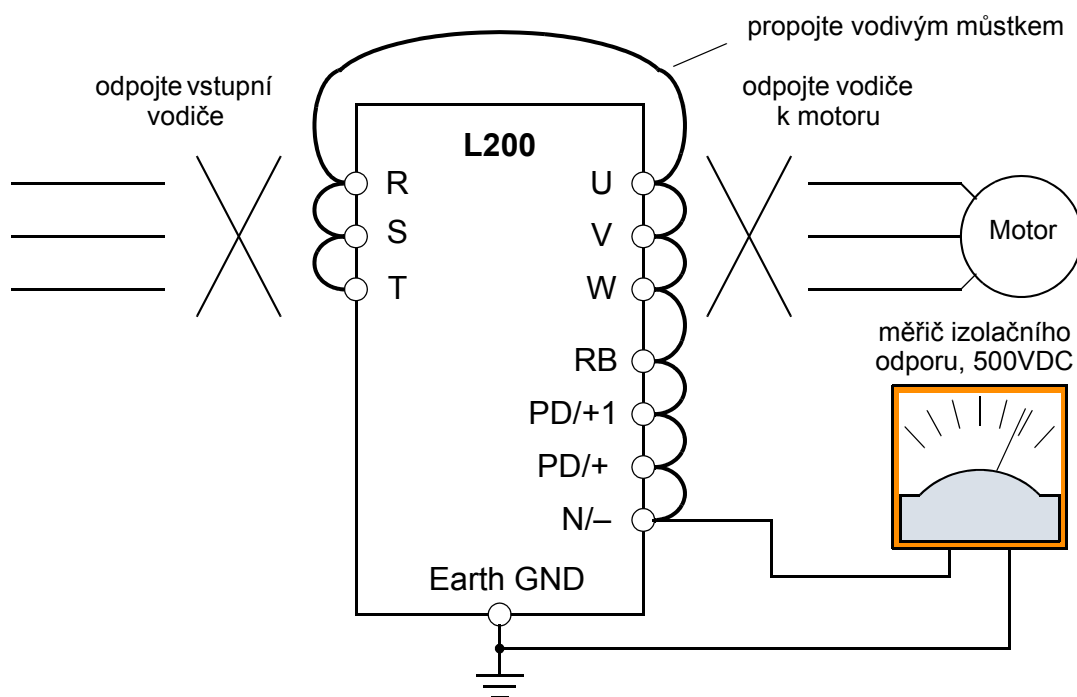 propojte vodivým můstkem
odpojte vstupní
vodiče
odpojte vodiče
k motoru
L200
R
U
S
V
Motor
T
W
měřič izolačního
odporu, 500VDC
RB
PD/+1
PD/+
N/–
Earth GND